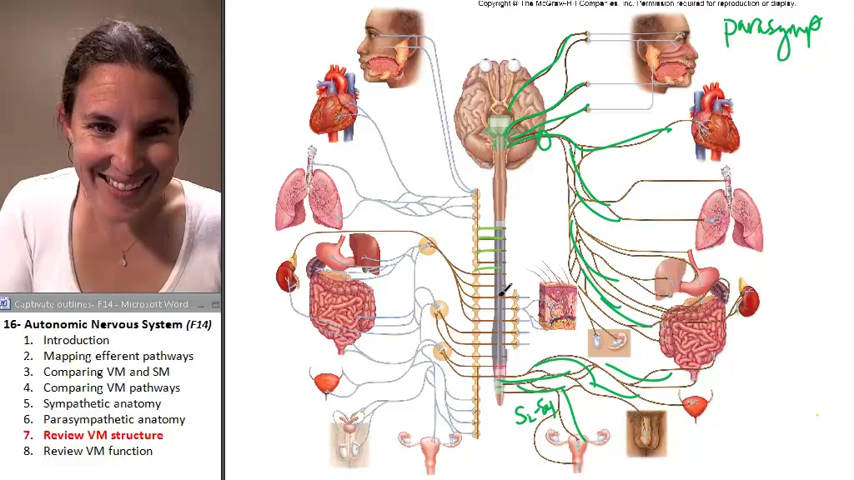 Copyright © The McGraw-Hill Companies, Inc. Permission required for reproduction or display.
parasymp
S2-S4
Captivate outlines- F14 - Microsoft Word
16- Autonomic Nervous System (F14)
1. Introduction
2. Mapping efferent pathways
3. Comparing VM and SM
4. Comparing VM pathways
5. Sympathetic anatomy
6. Parasympathetic anatomy
7. Review VM structure
8. Review VM function